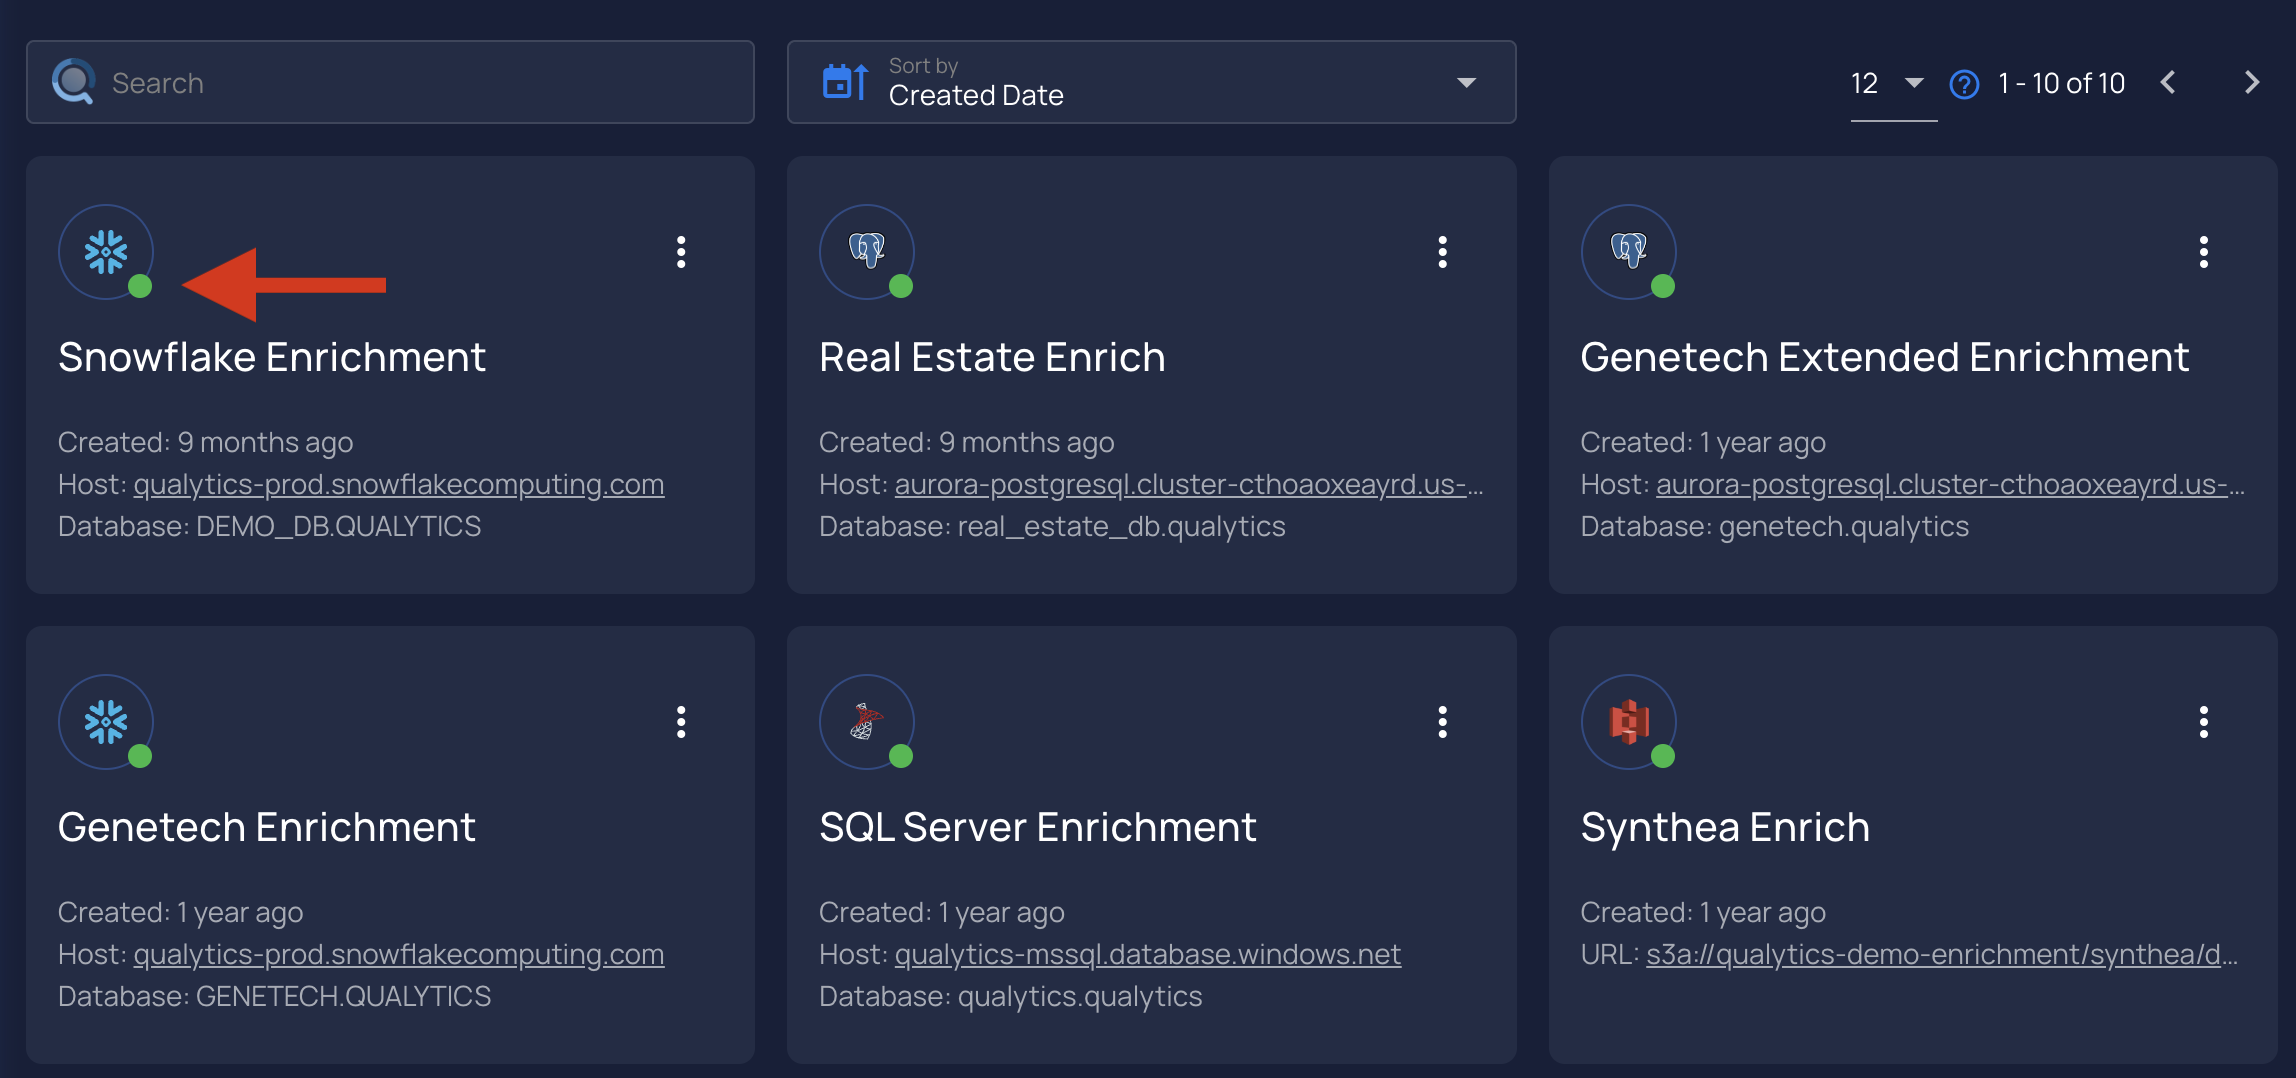 Search
Sort by
Created Date
12
1 - 10 of 10
Snowflake Enrichment
Created: 9 months ago
Host: qualytics-prod.snowflakecomputing.com
Database: DEMO_DB.QUALYTICS
Real Estate Enrich
Created: 9 months ago
Host: aurora-postgresql.cluster-cthoaoxeayrd.us-...
Database: real_estate_db.qualytics
Genetech Extended Enrichment
Created: 1 year ago
Host: aurora-postgresql.cluster-cthoaoxeayrd.us-...
Database: genetech.qualytics
Genetech Enrichment
Created: 1 year ago
Host: qualytics-prod.snowflakecomputing.com
Database: GENETECH.QUALYTICS
SQL Server Enrichment
Created: 1 year ago
Host: qualytics-mssql.database.windows.net
Database: qualytics.qualytics
Synthea Enrich
Created: 1 year ago
URL: s3a://qualytics-demo-enrichment/synthea/d...